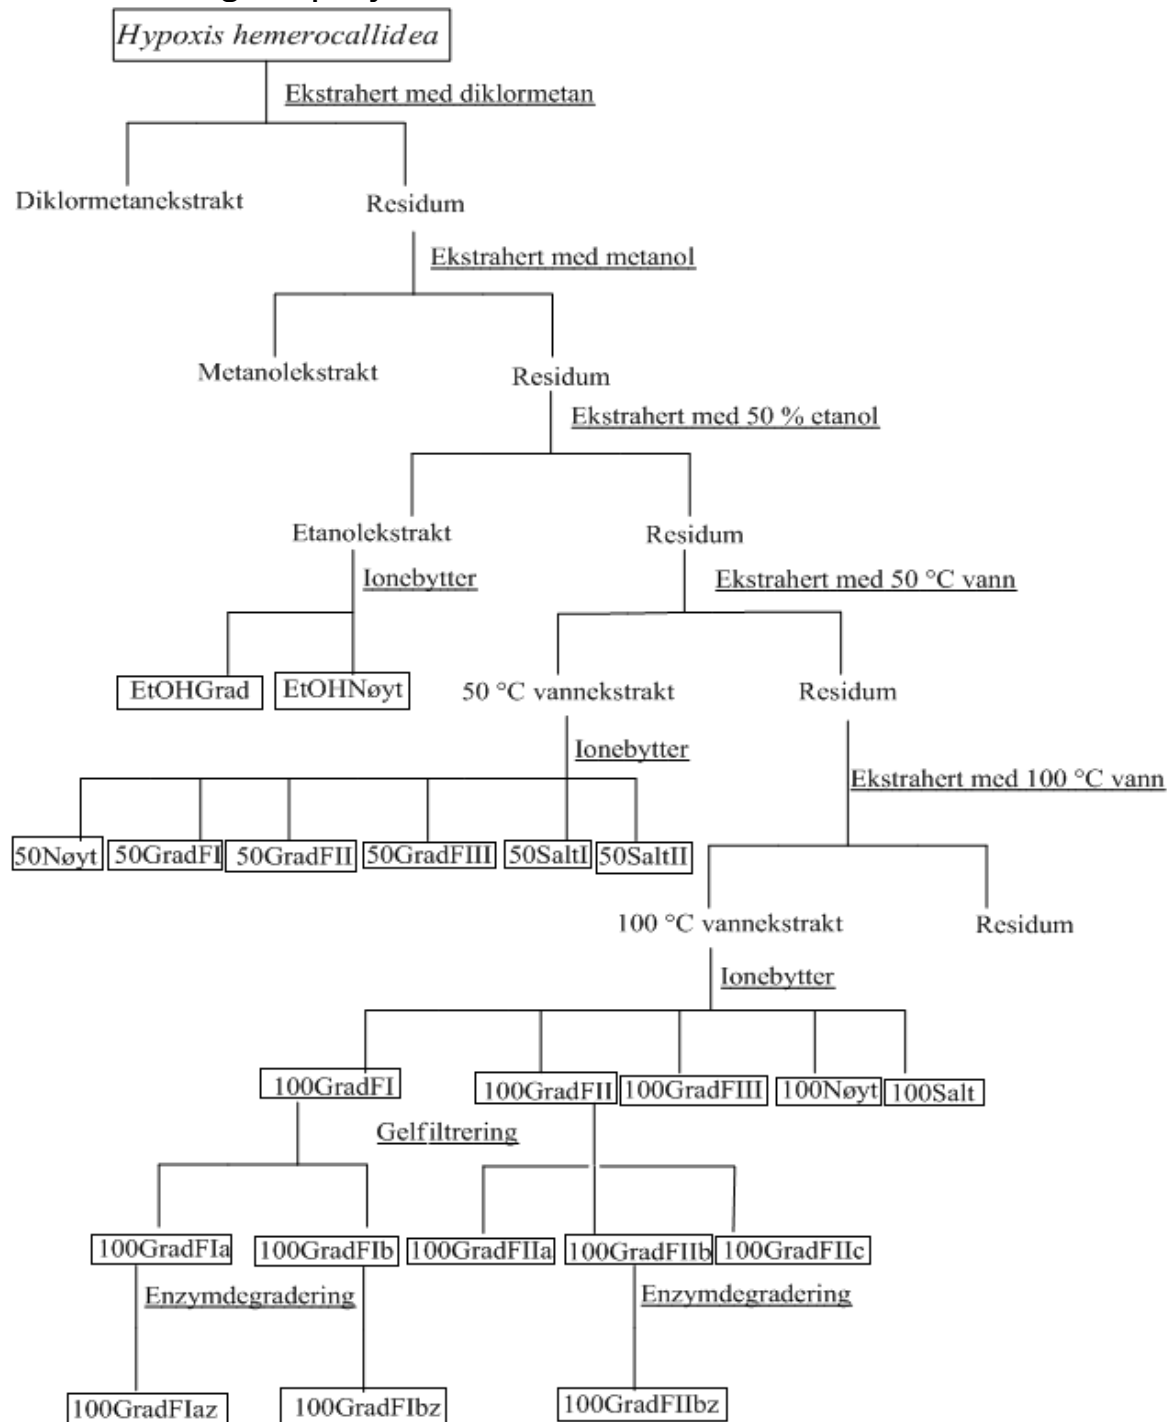 Hypoxis hemerocallidea
Ekstrahert med diklormetan
Diklormetanekstrakt
Residum
Ekstrahert med metanol
Metanolekstrakt
Residum
Ekstrahert med 50 % etanol
Etanolekstrakt
Residum
Ionebytter
Ekstrahert med 50 °C vann
EtOHGrad
EtOHNøyt
50 °C vannekstrakt
Residum
Ionebytter
Ekstrahert med 100 °C vann
50Nøyt
50GradFI
50GradFII
50GradFIII
50SaltI
50SaltII
100 °C vannekstrakt
Residum
Ionebytter
100GradFI
100GradFII
100GradFIII
100Nøyt
100Salt
Gelfiltrering
100GradFIa
100GradFIb
100GradFIIa
100GradFIIb
100GradFIIc
Enzymdegradering
Enzymdegradering
100GradFIaz
100GradFIbz
100GradFIIbz